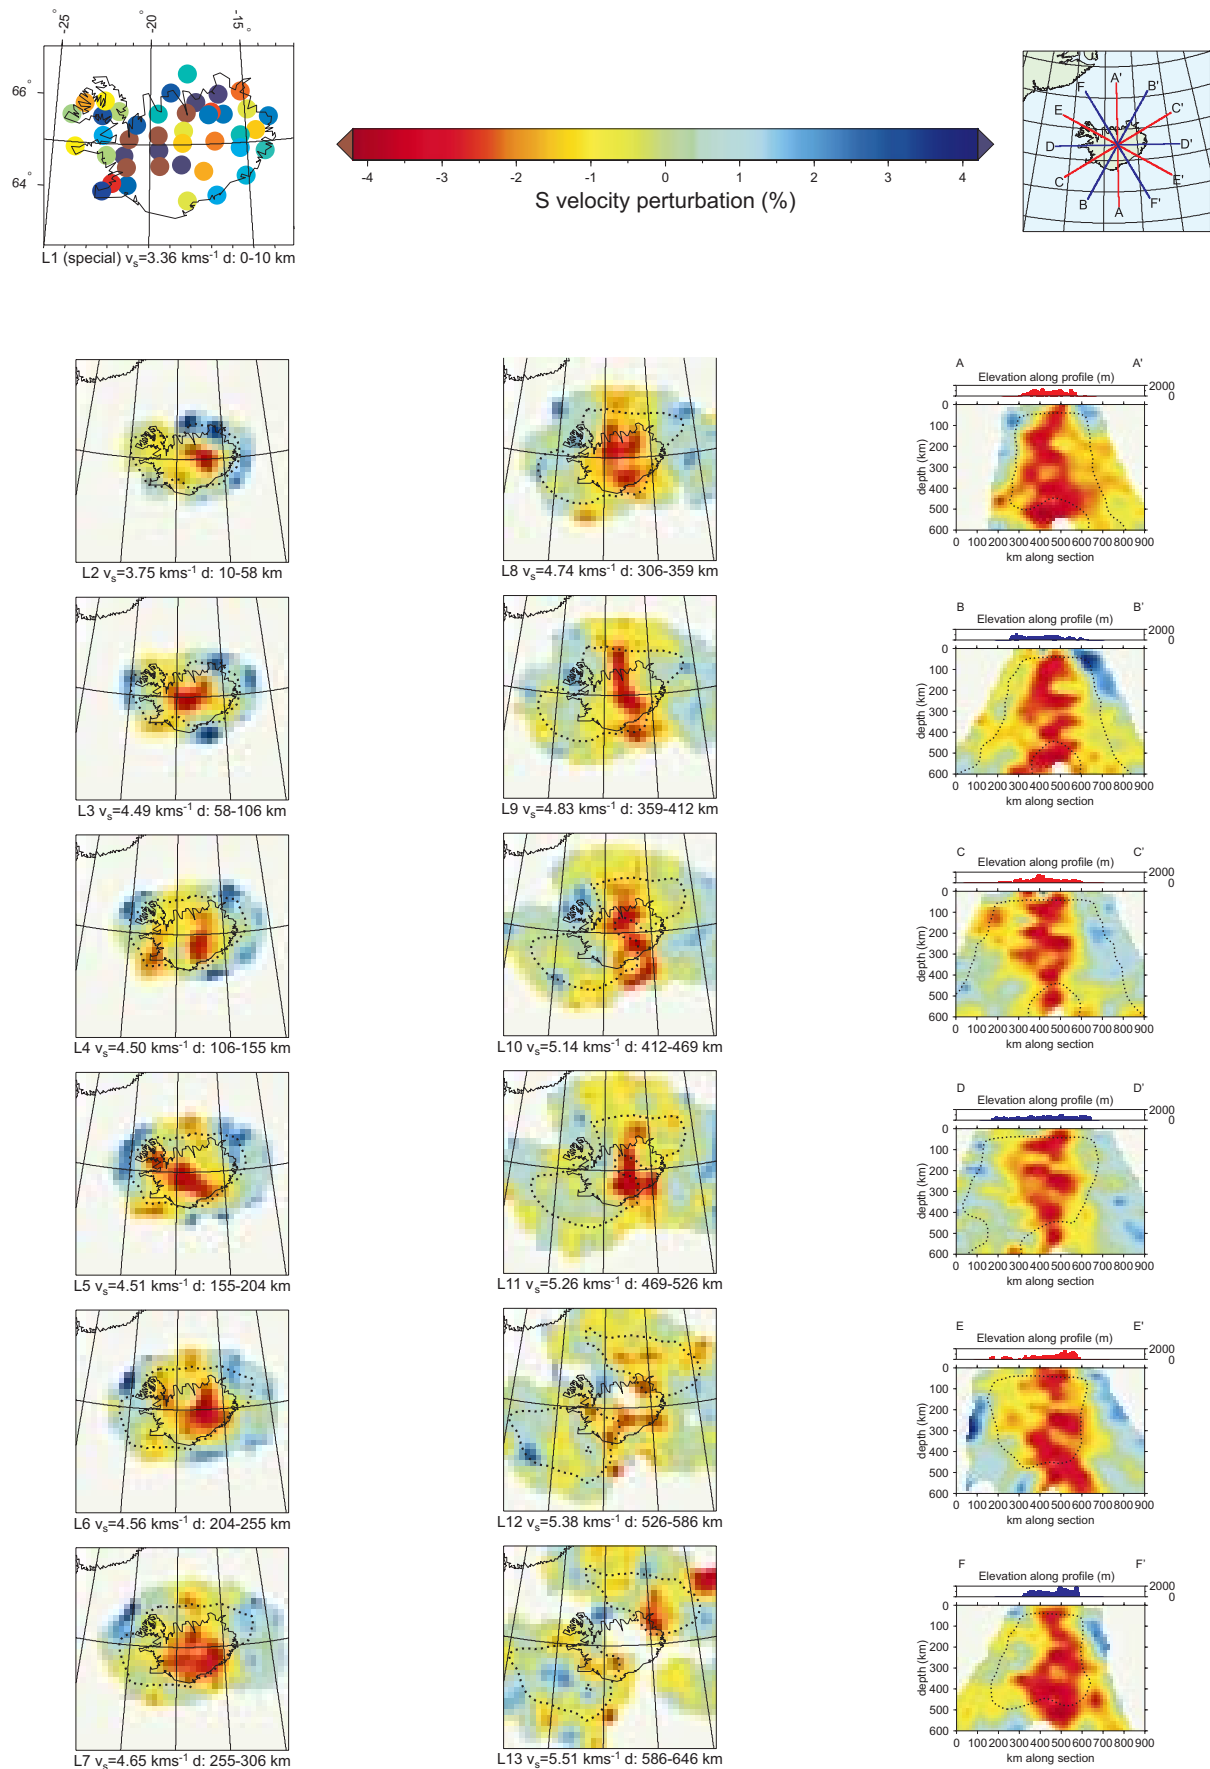 -25°
-20°
-15°
66°
64°
L1 (special) vs=3.36 kms-1 d: 0-10 km
-4 -3 -2 -1 0 1 2 3 4
S velocity perturbation (%)
A' B' C' D' E' F' A B C D E F
L2 vs=3.75 kms-1 d: 10-58 km
L3 vs=4.49 kms-1 d: 58-106 km
L4 vs=4.50 kms-1 d: 106-155 km
L5 vs=4.51 kms-1 d: 155-204 km
L6 vs=4.56 kms-1 d: 204-255 km
L7 vs=4.65 kms-1 d: 255-306 km
L8 vs=4.74 kms-1 d: 306-359 km
L9 vs=4.83 kms-1 d: 359-412 km
L10 vs=5.14 kms-1 d: 412-469 km
L11 vs=5.26 kms-1 d: 469-526 km
L12 vs=5.38 kms-1 d: 526-586 km
L13 vs=5.51 kms-1 d: 586-646 km
A A'
Elevation along profile (m)
2000
0
0
100
200
300
400
500
600
depth (km)
0 100 200 300 400 500 600 700 800 900
km along section
B B'
Elevation along profile (m)
2000
0
0
100
200
300
400
500
600
depth (km)
0 100 200 300 400 500 600 700 800 900
km along section
C C'
Elevation along profile (m)
2000
0
0
100
200
300
400
500
600
depth (km)
0 100 200 300 400 500 600 700 800 900
km along section
D D'
Elevation along profile (m)
2000
0
0
100
200
300
400
500
600
depth (km)
0 100 200 300 400 500 600 700 800 900
km along section
E E'
Elevation along profile (m)
2000
0
0
100
200
300
400
500
600
depth (km)
0 100 200 300 400 500 600 700 800 900
km along section
F F'
Elevation along profile (m)
2000
0
0
100
200
300
400
500
600
depth (km)
0 100 200 300 400 500 600 700 800 900
km along section